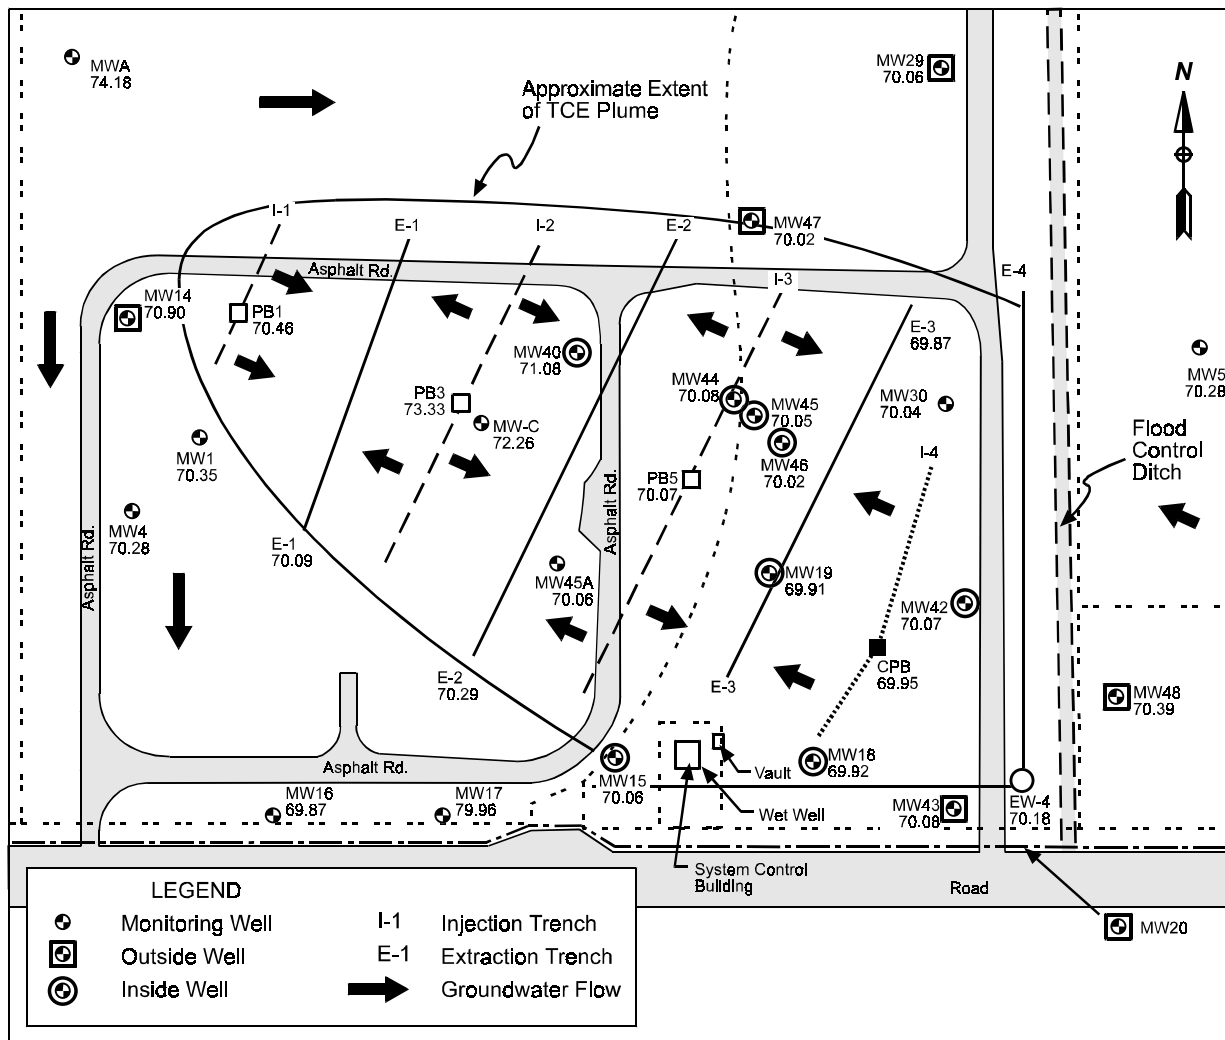 MWA
74.18
MW29
70.06
N
Approximate Extent
of TCE Plume
I-1
E-1
I-2
E-2
MW47
70.02
E-4
Asphalt Rd.
I-3
MW14
70.90
PB1
70.46
E-3
69.87
MW40
71.08
MW5
70.28
MW44
70.08
MW30
70.04
PB3
73.33
MW45
70.05
MW-C
72.26
Flood
Control
Ditch
MW1
70.35
MW46
70.02
I-4
PB5
70.07
MW4
70.28
Asphalt Rd.
Asphalt Rd.
E-1
70.09
MW45A
70.06
MW19
69.91
MW42
70.07
CPB
69.95
E-2
70.29
E-3
MW48
70.39
Asphalt Rd.
Vault
MW18
69.92
MW15
70.06
MW16
69.87
MW17
79.96
Wet Well
MW43
70.08
EW-4
70.18
System Control
Building
Road
MW20
LEGEND
Monitoring Well
I-1 Injection Trench
Outside Well
E-1 Extraction Trench
Inside Well
Groundwater Flow